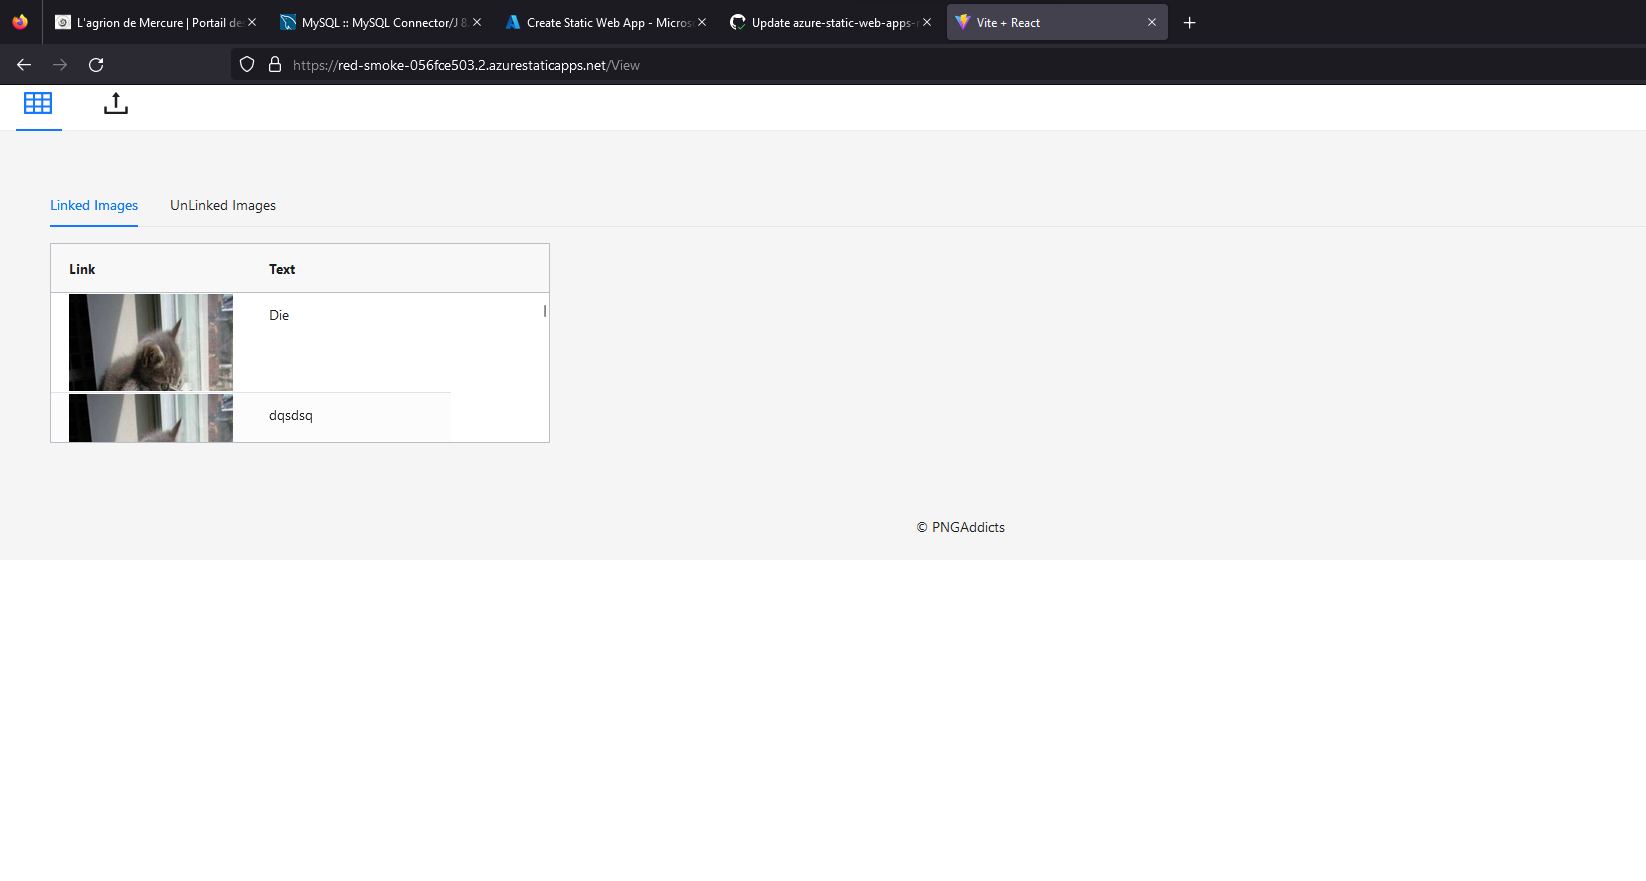 L'agrion de Mercure | Portail de
MySQL :: MySQL Connector/J 8.
Create Static Web App - Micros
Update azure-static-web-apps-
Vite + React
https://red-smoke-056fce503.2.azurestaticapps.net/View
Linked Images
UnLinked Images
Link
Text
Die
dqsdsq
© PNGAddicts